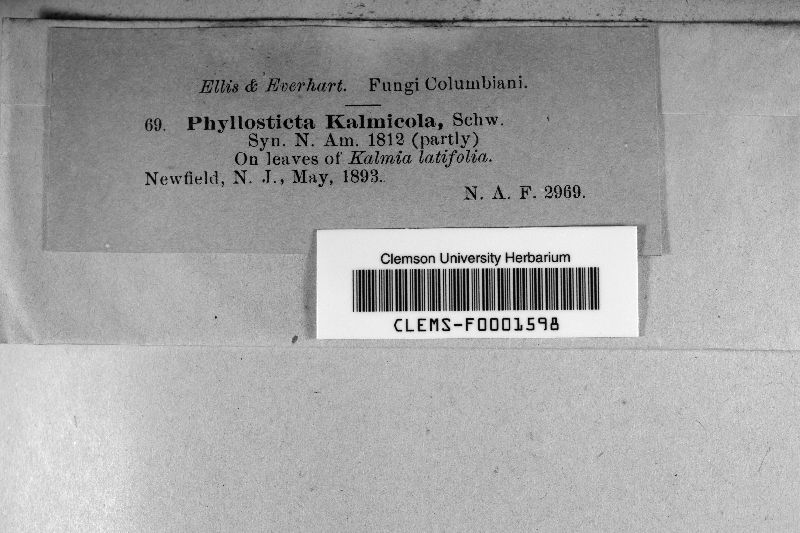 Ellis & Everhart. Fungi Columbiani.
69. Phyllosticta Kalmicola, Schw.
Syn. N. Am. 1812 (partly)
On leaves of Kalmia latifolia.
Newfield, N. J., May, 1893.
N. A. F. 2969.
Clemson University Herbarium
CLEMS-F0001598